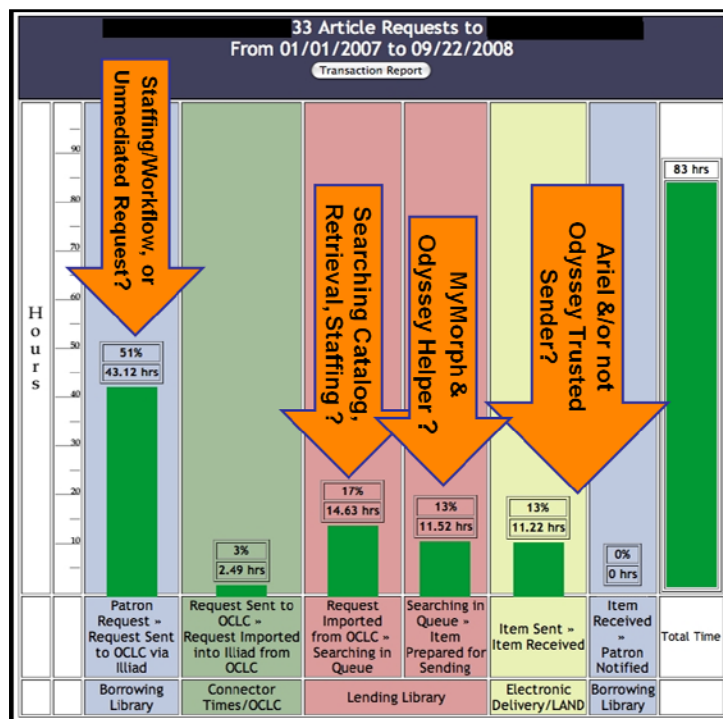 33 Article Requests to
From 01/01/2007 to 09/22/2008
Transaction Report
Staffing/Workflow, or
Unmediated Request?
Searching Catalog,
Retrieval, Staffing ?
MyMorph &
Odyssey Helper ?
Ariel &/or not
Odyssey Trusted
Sender?
Hours
90
80
70
60
50
40
30
20
10
51%
43.12 hrs
3%
2.49 hrs
17%
14.63 hrs
13%
11.52 hrs
13%
11.22 hrs
0%
0 hrs
83 hrs
Patron
Request »
Request Sent
to OCLC via
Illiad
Request Sent to
OCLC »
Request Imported
into Illiad from
OCLC
Request
Imported
from OCLC »
Searching in
Queue
Searching in
Queue »
Item
Prepared for
Sending
Item Sent »
Item Received
Item
Received
»
Patron
Notified
Total Time
Borrowing
Library
Connector
Times/OCLC
Lending Library
Electronic
Delivery/LAND
Borrowing
Library